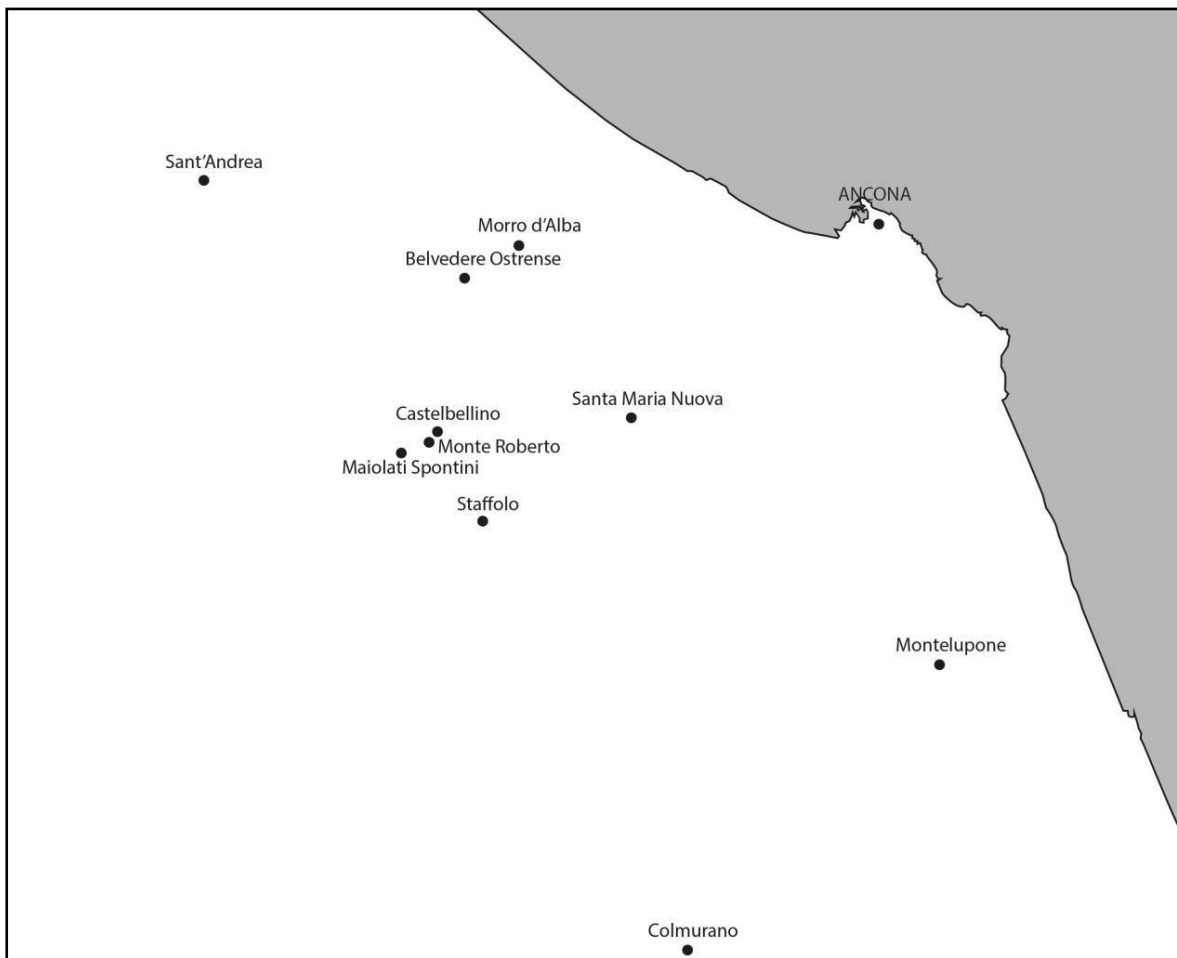 Sant’Andrea
ANCONA
Morro d’Alba
Belvedere Ostrense
Santa Maria Nuova
Castelbellino
Monte Roberto
Maiolati Spontini
Staffolo
Montelupone
Colmurano